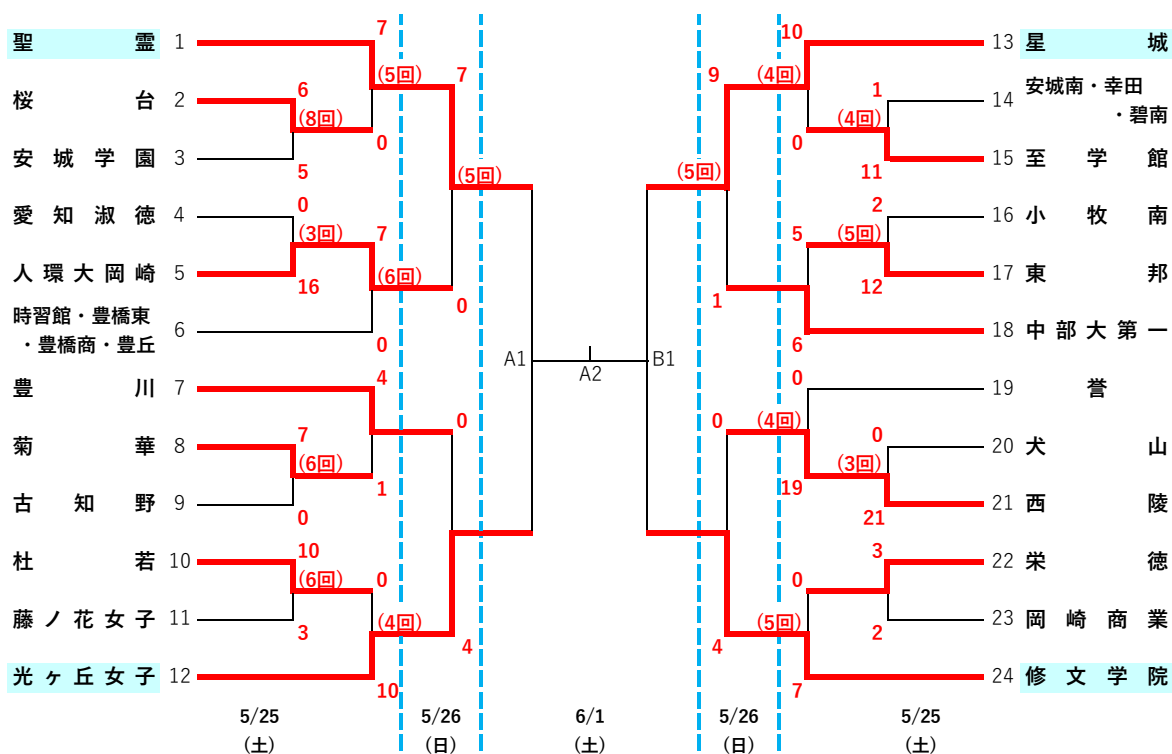 聖霊 1
桜台 2
安城学園 3
愛知淑徳 4
人環大岡崎 5
時習館・豊橋東
・豊橋商・豊丘 6
豊川 7
菊華 8
古知野 9
杜若 10
藤ノ花女子 11
光ヶ丘女子 12
7
(5回)
0
6
(8回)
5
0
(3回)
16
7
(6回)
0
4
1
7
(6回)
0
10
(6回)
3
0
(4回)
10
7
(5回)
0
0
4
A1
A2
B1
9
(5回)
1
0
4
10
(4回)
0
1
(4回)
11
5
6
2
(5回)
12
0
(4回)
19
0
(3回)
21
0
(5回)
7
3
2
13 星城
14 安城南・幸田
・碧南
15 至学館
16 小牧南
17 東邦
18 中部大第一
19 誉
20 犬山
21 西陵
22 栄徳
23 岡崎商業
24 修文学院
5/25
(土)
5/26
(日)
6/1
(土)
5/26
(日)
5/25
(土)